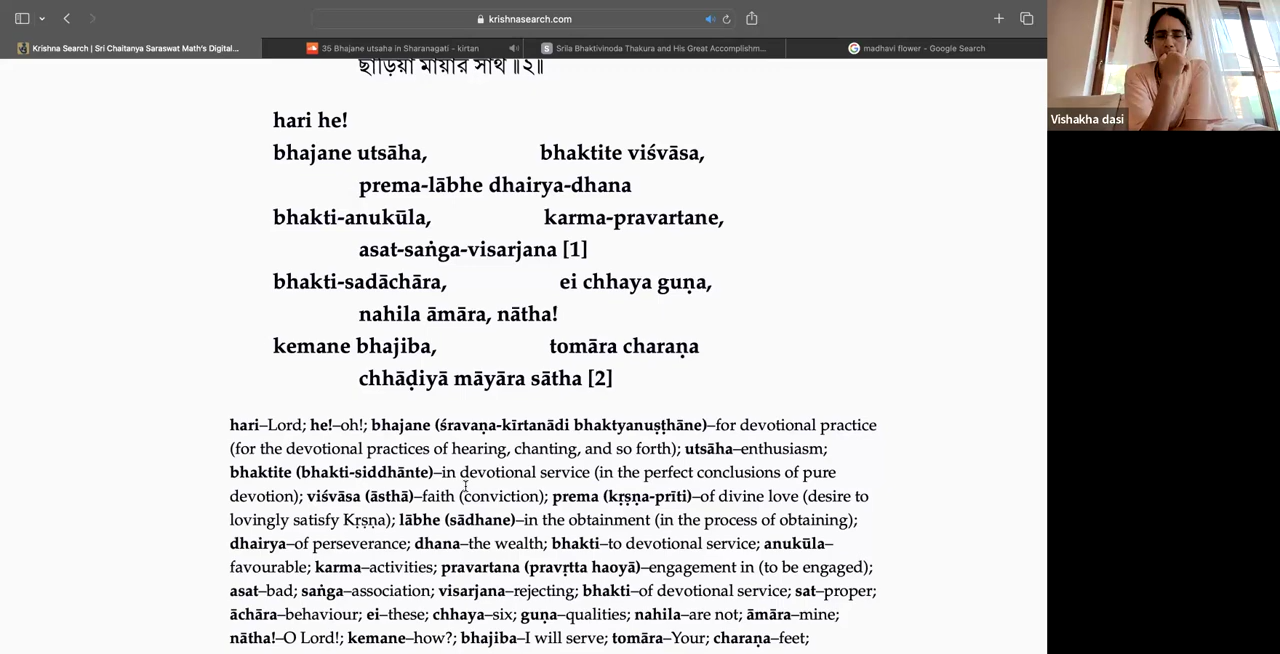 krishnasearch.com
Krishna Search | Sri Chaitanya Saraswat Math's Digital...
35 Bhajane utsaha in Sharanagati - kirtan
S Srila Bhaktivinoda Thakura and His Great Accomplishm...
madhavi flower - Google Search
ছাড়িয়া মায়ার সাথ ॥২॥
Vishakha dasi
hari he!
bhajane utsāha, bhaktite viśvāsa,
prema-lābhe dhairya-dhana
bhakti-anukūla, karma-pravartane,
asat-saṅga-visarjana [1]
bhakti-sadāchāra, ei chhaya guṇa,
nahila āmāra, nātha!
kemane bhajiba, tomāra charaṇa
chhāḍiyā māyāra sātha [2]
hari–Lord; he!–oh!; bhajane (śravaṇa-kīrtanādi bhaktyanuṣṭhāne)–for devotional practice
(for the devotional practices of hearing, chanting, and so forth); utsāha–enthusiasm;
bhaktite (bhakti-siddhānte)–in devotional service (in the perfect conclusions of pure
devotion); viśvāsa (āsthā)–faith (conviction); prema (kṛṣṇa-prīti)–of divine love (desire to
lovingly satisfy Kṛṣṇa); lābhe (sādhane)–in the obtainment (in the process of obtaining);
dhairya–of perseverance; dhana–the wealth; bhakti–to devotional service; anukūla–
favourable; karma–activities; pravartana (pravṛtta haoyā)–engagement in (to be engaged);
asat–bad; saṅga–association; visarjana–rejecting; bhakti–of devotional service; sat–proper;
āchāra–behaviour; ei–these; chhaya–six; guṇa–qualities; nahila–are not; āmāra–mine;
nātha!–O Lord!; kemane–how?; bhajiba–I will serve; tomāra–Your; charaṇa–feet;